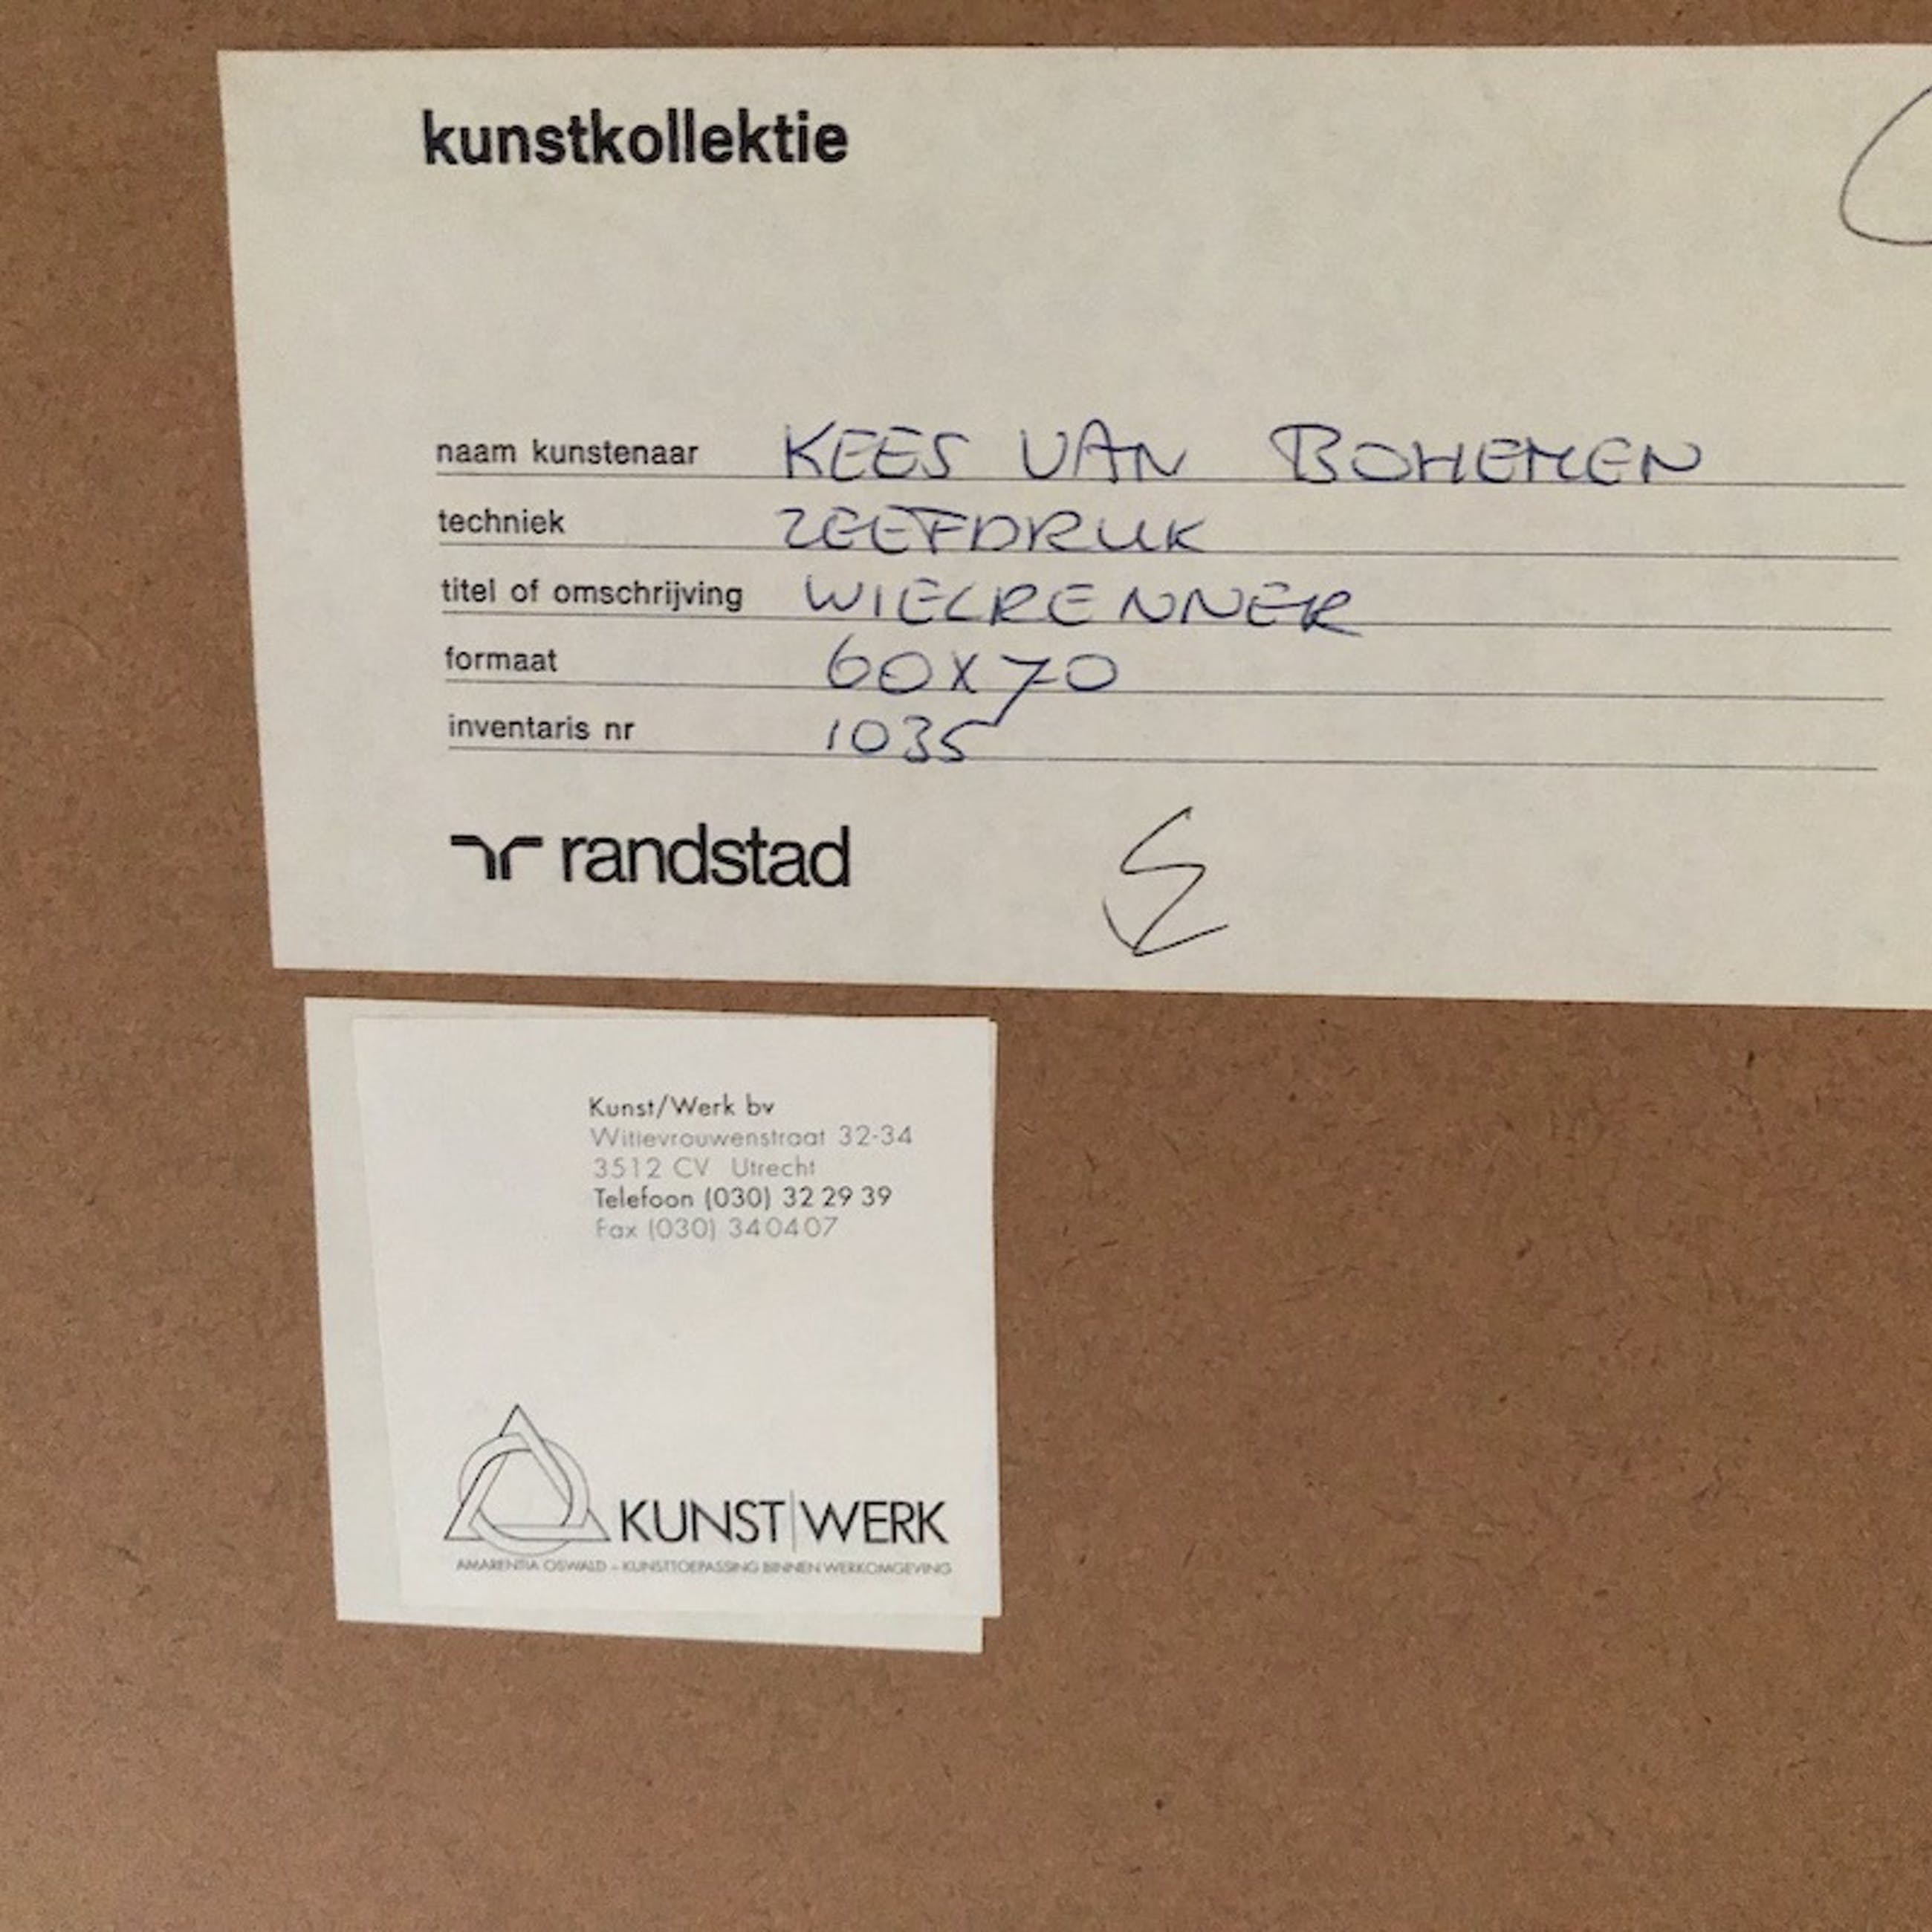 kunstkollektie
naam kunstenaar KEES VAN BOHEMEN
techniek ZEEFDRUK
titel of omschrijving WIELRENNER
formaat 60X70
inventaris nr 1035
randstad
Kunst/Werk bv
Wittevrouwenstraat 32-34
3512 CV Utrecht
Telefoon (030) 32 29 39
Fax (030) 34 04 07
KUNST|WERK
AMARENTIA OSWALD – KUNSTTOEPASSING BINNEN WERKOMGEVING